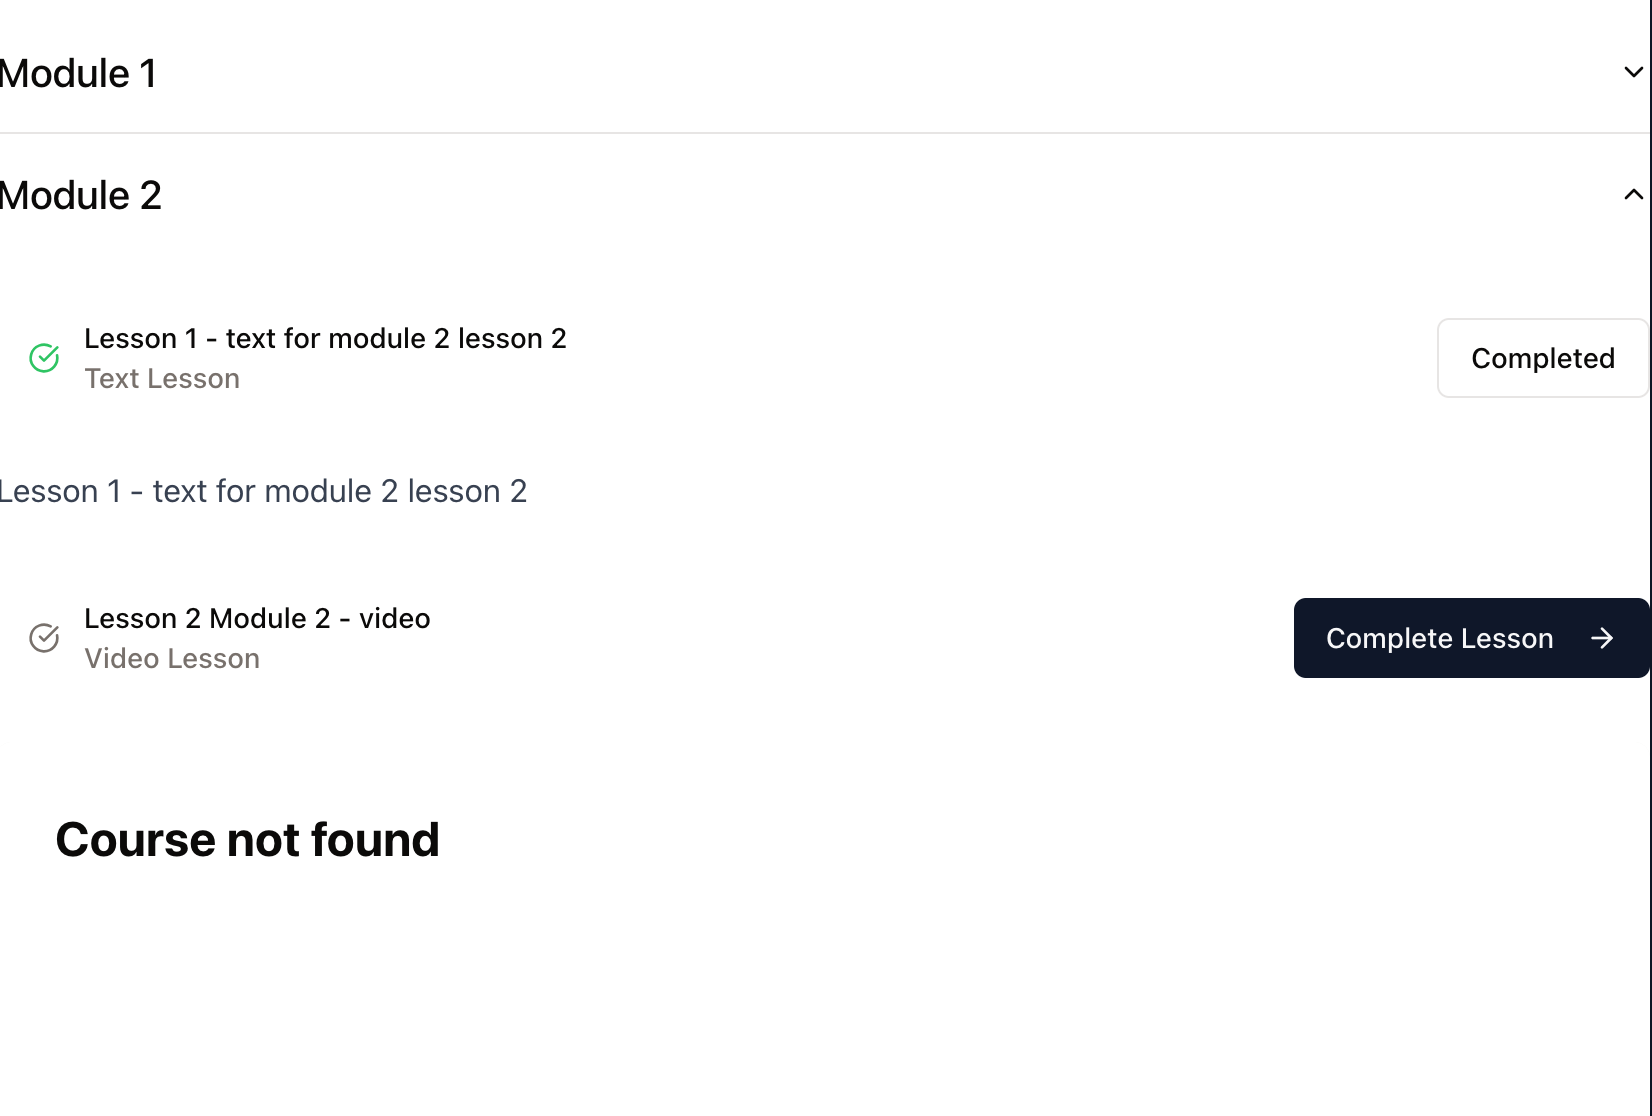 Module 1
Module 2
Lesson 1 - text for module 2 lesson 2
Text Lesson
Completed
Lesson 1 - text for module 2 lesson 2
Lesson 2 Module 2 - video
Video Lesson
Complete Lesson
Course not found